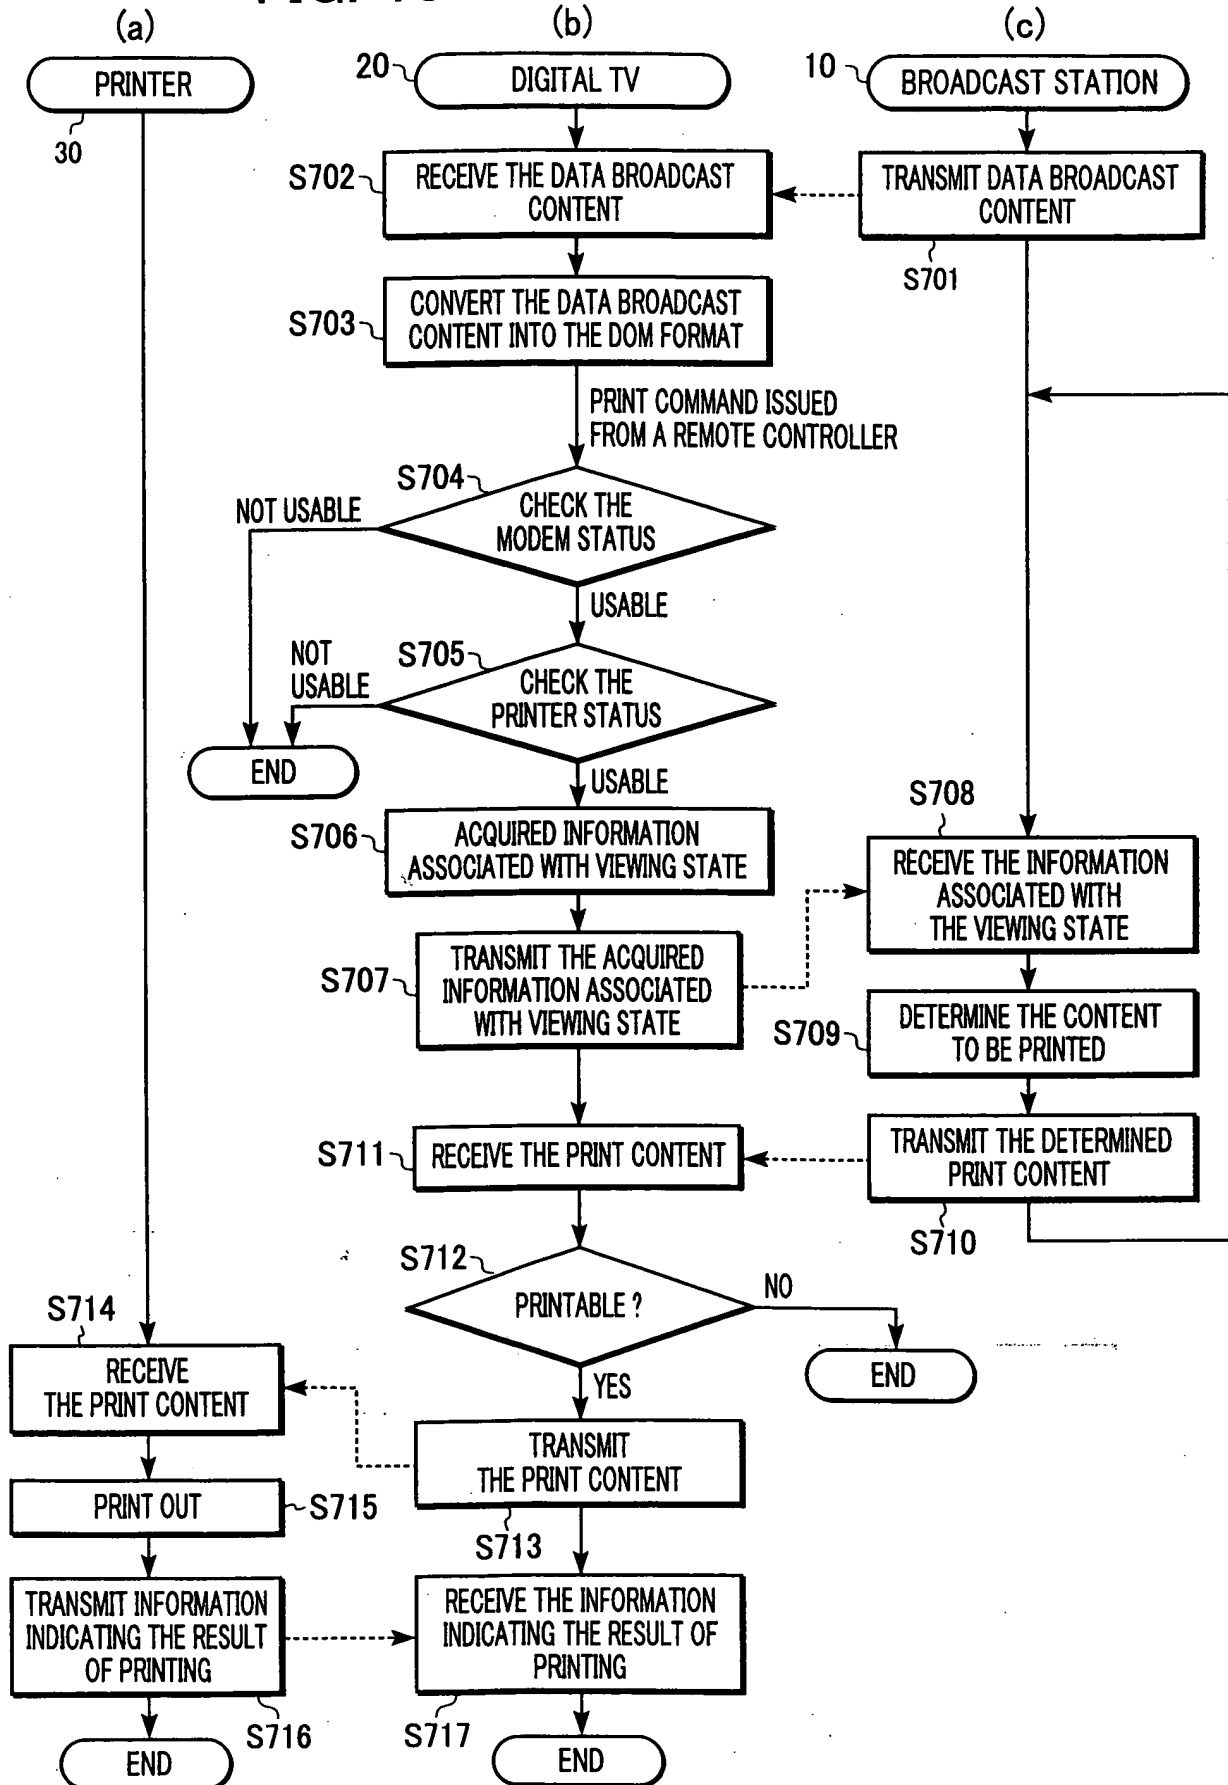 (a)
(b)
(c)
PRINTER
30
20
DIGITAL TV
10
BROADCAST STATION
S702
RECEIVE THE DATA BROADCAST
CONTENT
TRANSMIT DATA BROADCAST
CONTENT
S701
S703
CONVERT THE DATA BROADCAST
CONTENT INTO THE DOM FORMAT
PRINT COMMAND ISSUED
FROM A REMOTE CONTROLLER
S704
CHECK THE
MODEM STATUS
NOT USABLE
USABLE
S705
CHECK THE
PRINTER STATUS
NOT
USABLE
END
USABLE
S706
ACQUIRED INFORMATION
ASSOCIATED WITH VIEWING STATE
S708
RECEIVE THE INFORMATION
ASSOCIATED WITH
THE VIEWING STATE
S707
TRANSMIT THE ACQUIRED
INFORMATION ASSOCIATED
WITH VIEWING STATE
S709
DETERMINE THE CONTENT
TO BE PRINTED
S711
RECEIVE THE PRINT CONTENT
TRANSMIT THE DETERMINED
PRINT CONTENT
S710
S712
PRINTABLE ?
NO
END
YES
S714
RECEIVE
THE PRINT CONTENT
TRANSMIT
THE PRINT CONTENT
S713
PRINT OUT
S715
TRANSMIT INFORMATION
INDICATING THE RESULT
OF PRINTING
S716
RECEIVE THE INFORMATION
INDICATING THE RESULT OF
PRINTING
S717
END
END